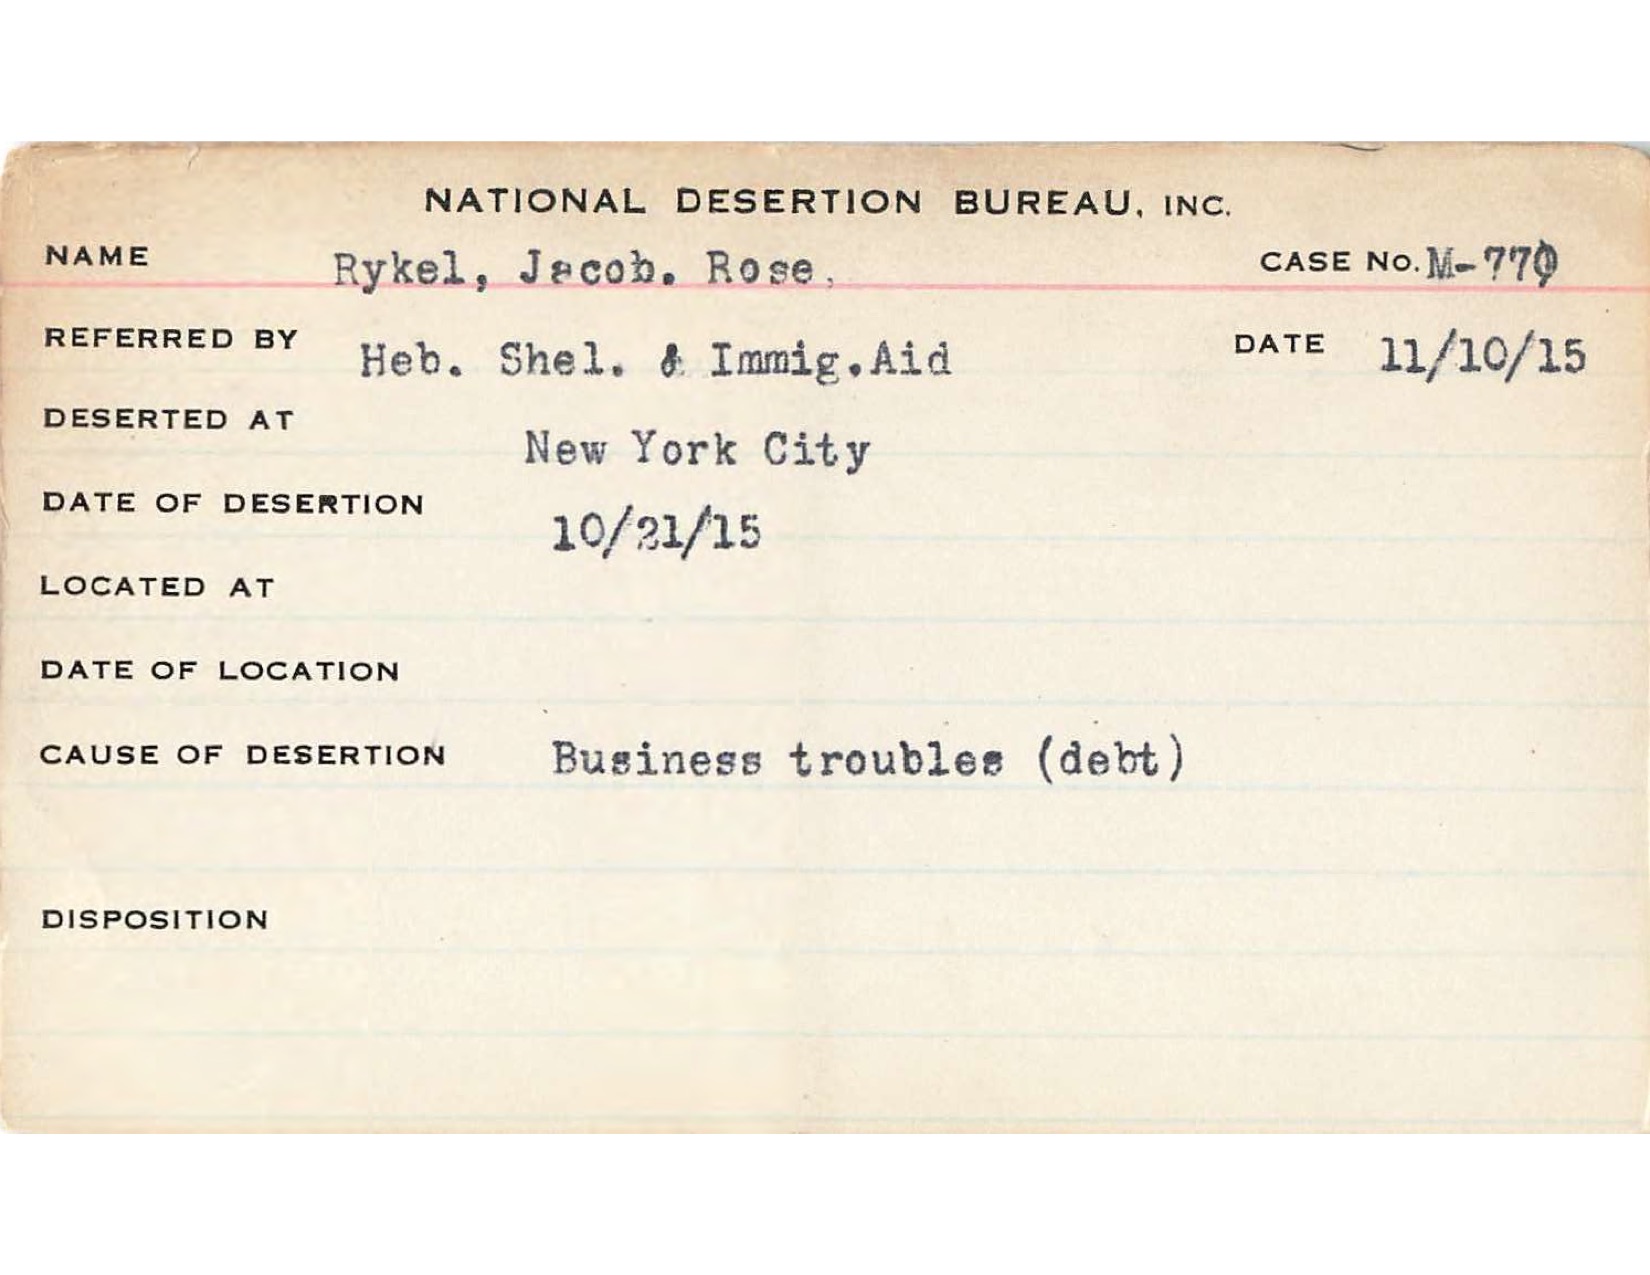 NATIONAL DESERTION BUREAU, INC.
NAME Rykel, Jacob. Rose. CASE NO. M-770
REFERRED BY Heb. Shel. & Immig.Aid DATE 11/10/15
DESERTED AT New York City
DATE OF DESERTION 10/21/15
LOCATED AT
DATE OF LOCATION
CAUSE OF DESERTION Business troubles (debt)
DISPOSITION